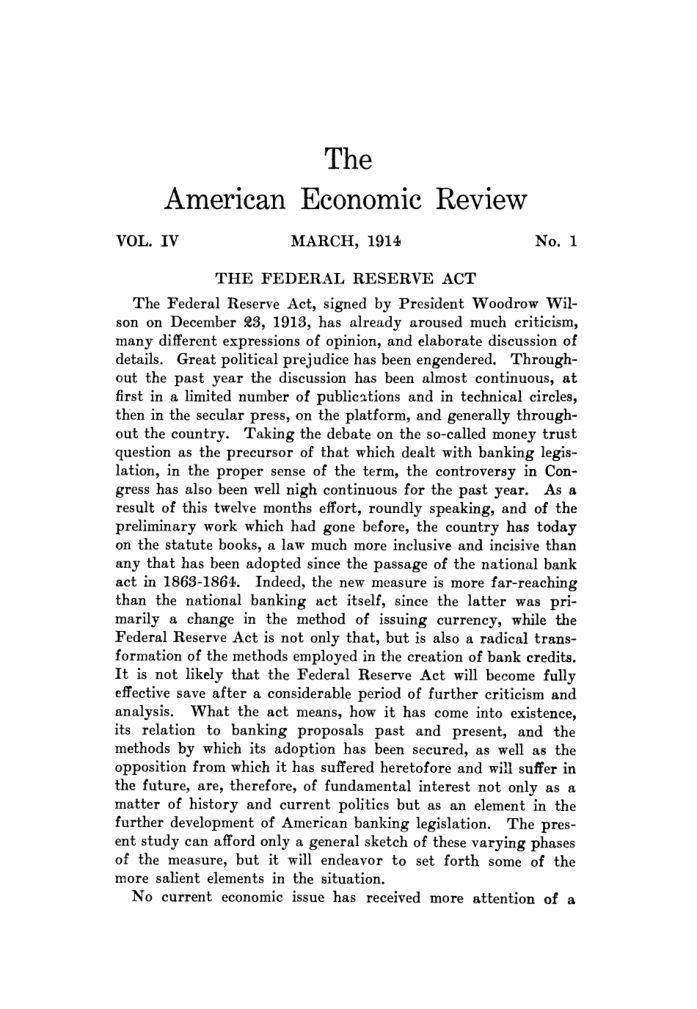 The
American Economic Review
VOL. IV MARCH, 1914 No. 1
THE FEDERAL RESERVE ACT
The Federal Reserve Act, signed by President Woodrow Wil-
son on December 23, 1913, has already aroused much criticism,
many different expressions of opinion, and elaborate discussion of
details. Great political prejudice has been engendered. Through-
out the past year the discussion has been almost continuous, at
first in a limited number of publications and in technical circles,
then in the secular press, on the platform, and generally through-
out the country. Taking the debate on the so-called money trust
question as the precursor of that which dealt with banking legis-
lation, in the proper sense of the term, the controversy in Con-
gress has also been well nigh continuous for the past year. As a
result of this twelve months effort, roundly speaking, and of the
preliminary work which had gone before, the country has today
on the statute books, a law much more inclusive and incisive than
any that has been adopted since the passage of the national bank
act in 1863-1864. Indeed, the new measure is more far-reaching
than the national banking act itself, since the latter was pri-
marily a change in the method of issuing currency, while the
Federal Reserve Act is not only that, but is also a radical trans-
formation of the methods employed in the creation of bank credits.
It is not likely that the Federal Reserve Act will become fully
effective save after a considerable period of further criticism and
analysis. What the act means, how it has come into existence,
its relation to banking proposals past and present, and the
methods by which its adoption has been secured, as well as the
opposition from which it has suffered heretofore and will suffer in
the future, are, therefore, of fundamental interest not only as a
matter of history and current politics but as an element in the
further development of American banking legislation. The pres-
ent study can afford only a general sketch of these varying phases
of the measure, but it will endeavor to set forth some of the
more salient elements in the situation.
No current economic issue has received more attention of a